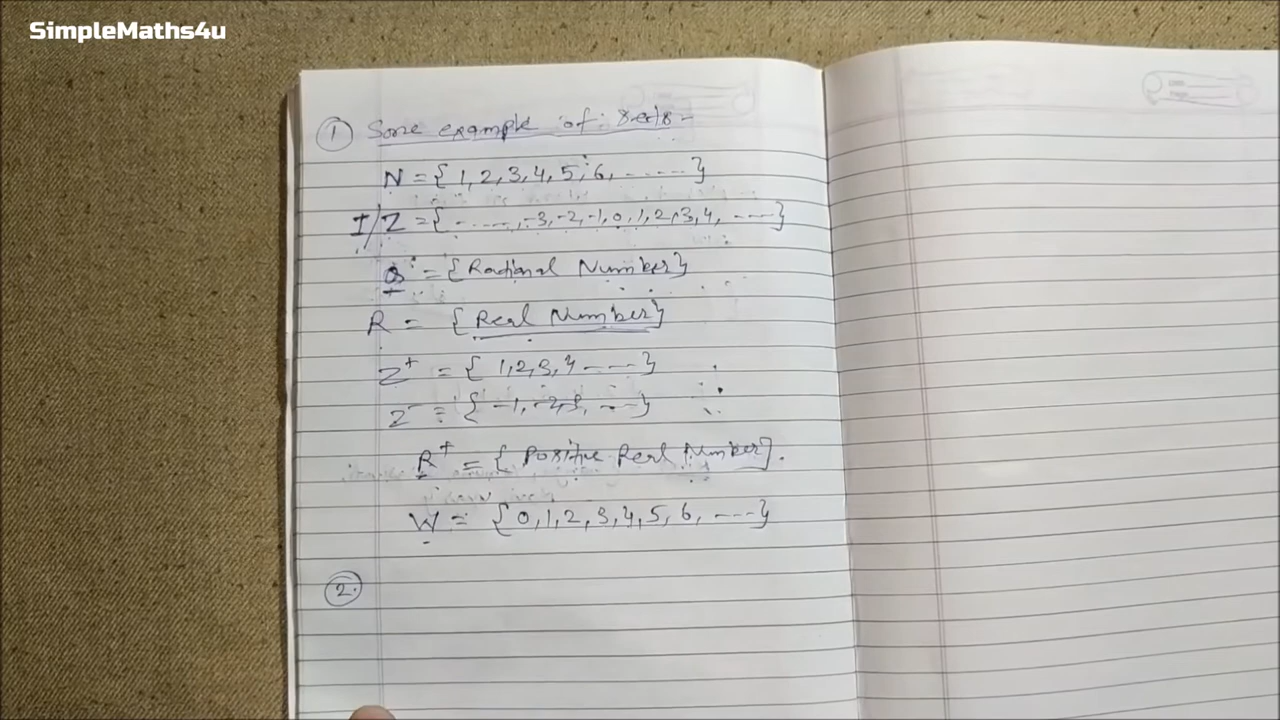 SimpleMaths4u
① Some example of: sets-
N = { 1, 2, 3, 4, 5, 6, ....... }
I/Z = { - ....., -3, -2, -1, 0, 1, 2, 3, 4, ..... }
Q = {Rational Number}
R = {Real Number}
Z+ = { 1, 2, 3, 4 ----- }
Z- = { -1, -2, 3, ---- }
R+ = { Positive Real Number}.
W = { 0, 1, 2, 3, 4, 5, 6, ---- }
②.